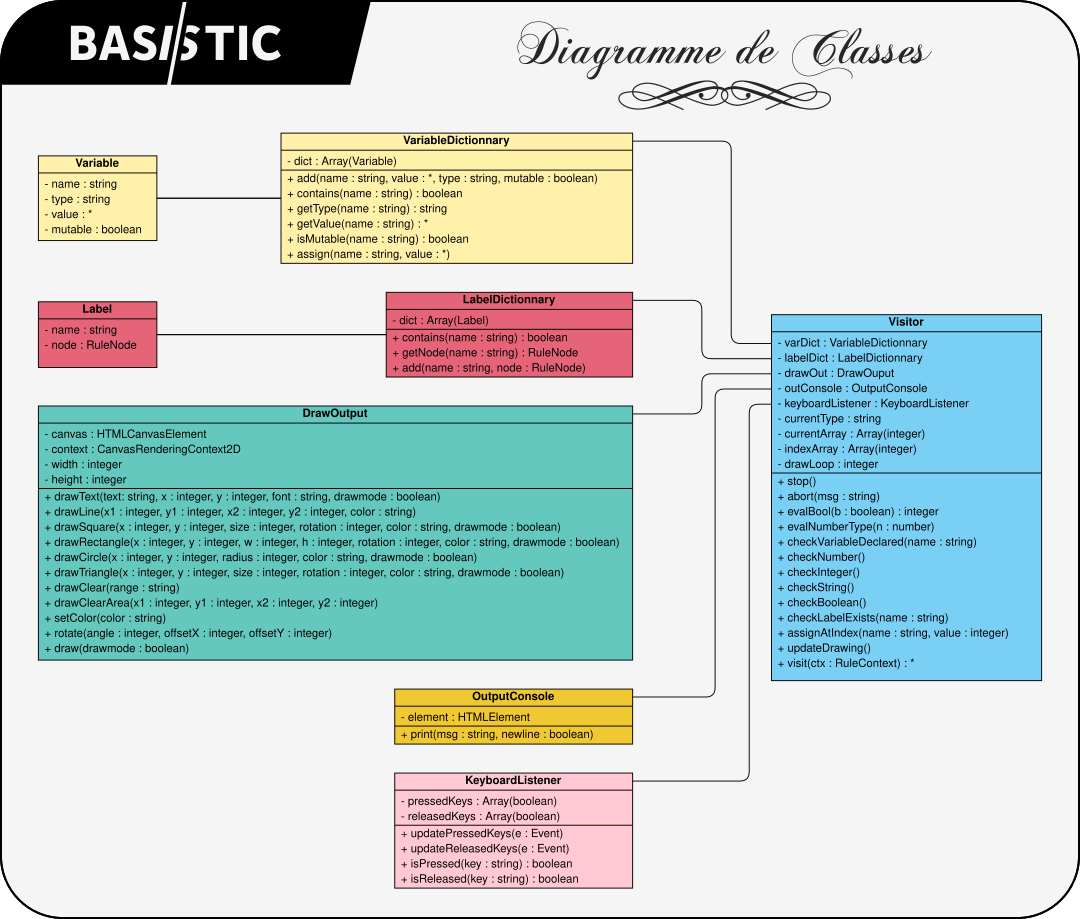 BASISTIC
Diagramme de Classes
VariableDictionnary
- dict : Array(Variable)
+ add(name : string, value : *, type : string, mutable : boolean)
+ contains(name : string) : boolean
+ getType(name : string) : string
+ getValue(name : string) : *
+ isMutable(name : string) : boolean
+ assign(name : string, value : *)
Variable
- name : string
- type : string
- value : *
- mutable : boolean
LabelDictionnary
- dict : Array(Label)
+ contains(name : string) : boolean
+ getNode(name : string) : RuleNode
+ add(name : string, node : RuleNode)
Label
- name : string
- node : RuleNode
Visitor
- varDict : VariableDictionnary
- labelDict : LabelDictionnary
- drawOut : DrawOuput
- outConsole : OutputConsole
- keyboardListener : KeyboardListener
- currentType : string
- currentArray : Array(integer)
- indexArray : Array(integer)
- drawLoop : integer
+ stop()
+ abort(msg : string)
+ evalBool(b : boolean) : integer
+ evalNumberType(n : number)
+ checkVariableDeclared(name : string)
+ checkNumber()
+ checkInteger()
+ checkString()
+ checkBoolean()
+ checkLabelExists(name : string)
+ assignAtIndex(name : string, value : integer)
+ updateDrawing()
+ visit(ctx : RuleContext) : *
DrawOutput
- canvas : HTMLCanvasElement
- context : CanvasRenderingContext2D
- width : integer
- height : integer
+ drawText(text: string, x : integer, y : integer, font : string, drawmode : boolean)
+ drawLine(x1 : integer, y1 : integer, x2 : integer, y2 : integer, color : string)
+ drawSquare(x : integer, y : integer, size : integer, rotation : integer, color : string, drawmode : boolean)
+ drawRectangle(x : integer, y : integer, w : integer, h : integer, rotation : integer, color : string, drawmode : boolean)
+ drawCircle(x : integer, y : integer, radius : integer, color : string, drawmode : boolean)
+ drawTriangle(x : integer, y : integer, size : integer, rotation : integer, color : string, drawmode : boolean)
+ drawClear(range : string)
+ drawClearArea(x1 : integer, y1 : integer, x2 : integer, y2 : integer)
+ setColor(color : string)
+ rotate(angle : integer, offsetX : integer, offsetY : integer)
+ draw(drawmode : boolean)
OutputConsole
- element : HTMLElement
+ print(msg : string, newline : boolean)
KeyboardListener
- pressedKeys : Array(boolean)
- releasedKeys : Array(boolean)
+ updatePressedKeys(e : Event)
+ updateReleasedKeys(e : Event)
+ isPressed(key : string) : boolean
+ isReleased(key : string) : boolean